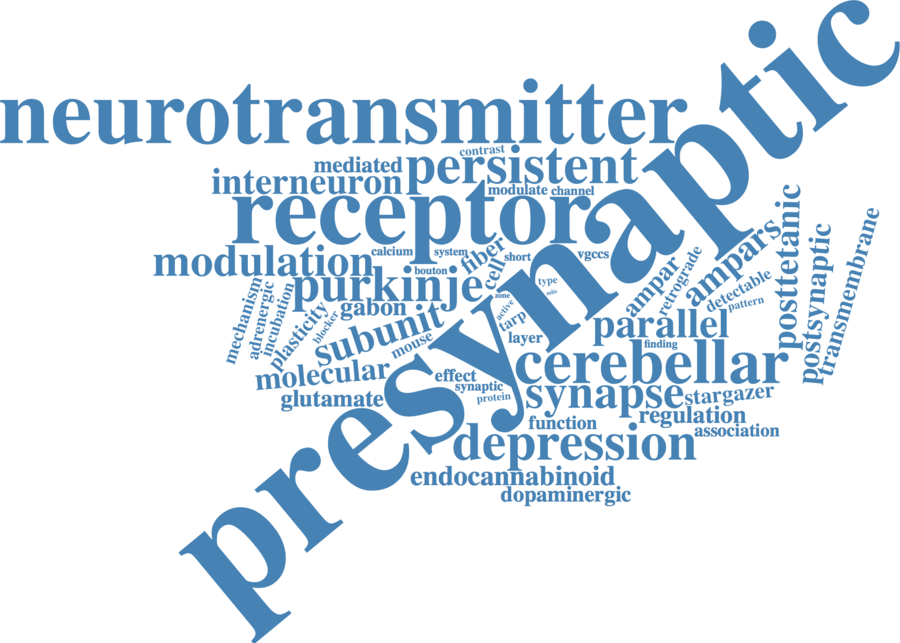 presynaptic
neurotransmitter
contrast
mediated
persistent
interneuron
modulate
channel
receptor
calcium
system
fiber
short
vgccs
modulation
bouton
purkinje
cell
type
zone
active
gabon
mechanism
adrenergic
incubation
plasticity
blocker
subunit
mouse
tarp
layer
ampar
retrograde
ampars
detectable
pattern
posttetanic
postsynaptic
transmembrane
parallel
finding
cerebellar
molecular
glutamate
effect
synaptic
protein
synapse
stargazer
regulation
function
association
depression
endocannabinoid
dopaminergic